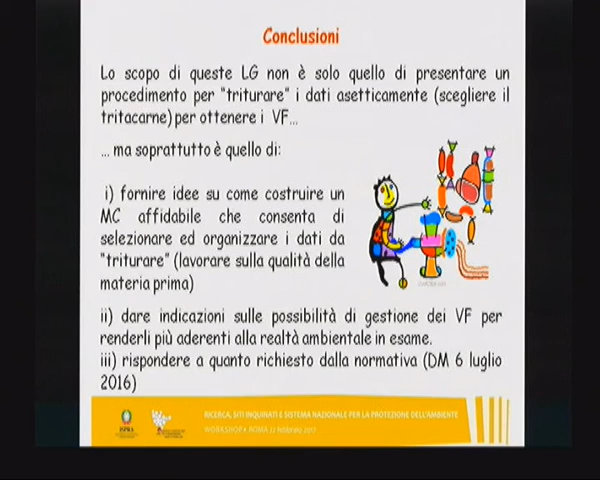 Conclusioni
Lo scopo di queste LG non è solo quello di presentare un
procedimento per "triturare" i dati asetticamente (scegliere il
tritacarne) per ottenere i VF...
... ma soprattutto è quello di:
i) fornire idee su come costruire un
MC affidabile che consenta di
selezionare ed organizzare i dati da
"triturare" (lavorare sulla qualità della
materia prima)
ii) dare indicazioni sulle possibilità di gestione dei VF per
renderli più aderenti alla realtà ambientale in esame.
iii) rispondere a quanto richiesto dalla normativa (DM 6 luglio
2016)
RICERCA, SITI INQUINATI E SISTEMA NAZIONALE PER LA PROTEZIONE DELL'AMBIENTE
WORKSHOP • ROMA 22 febbraio 2017
ISPRA